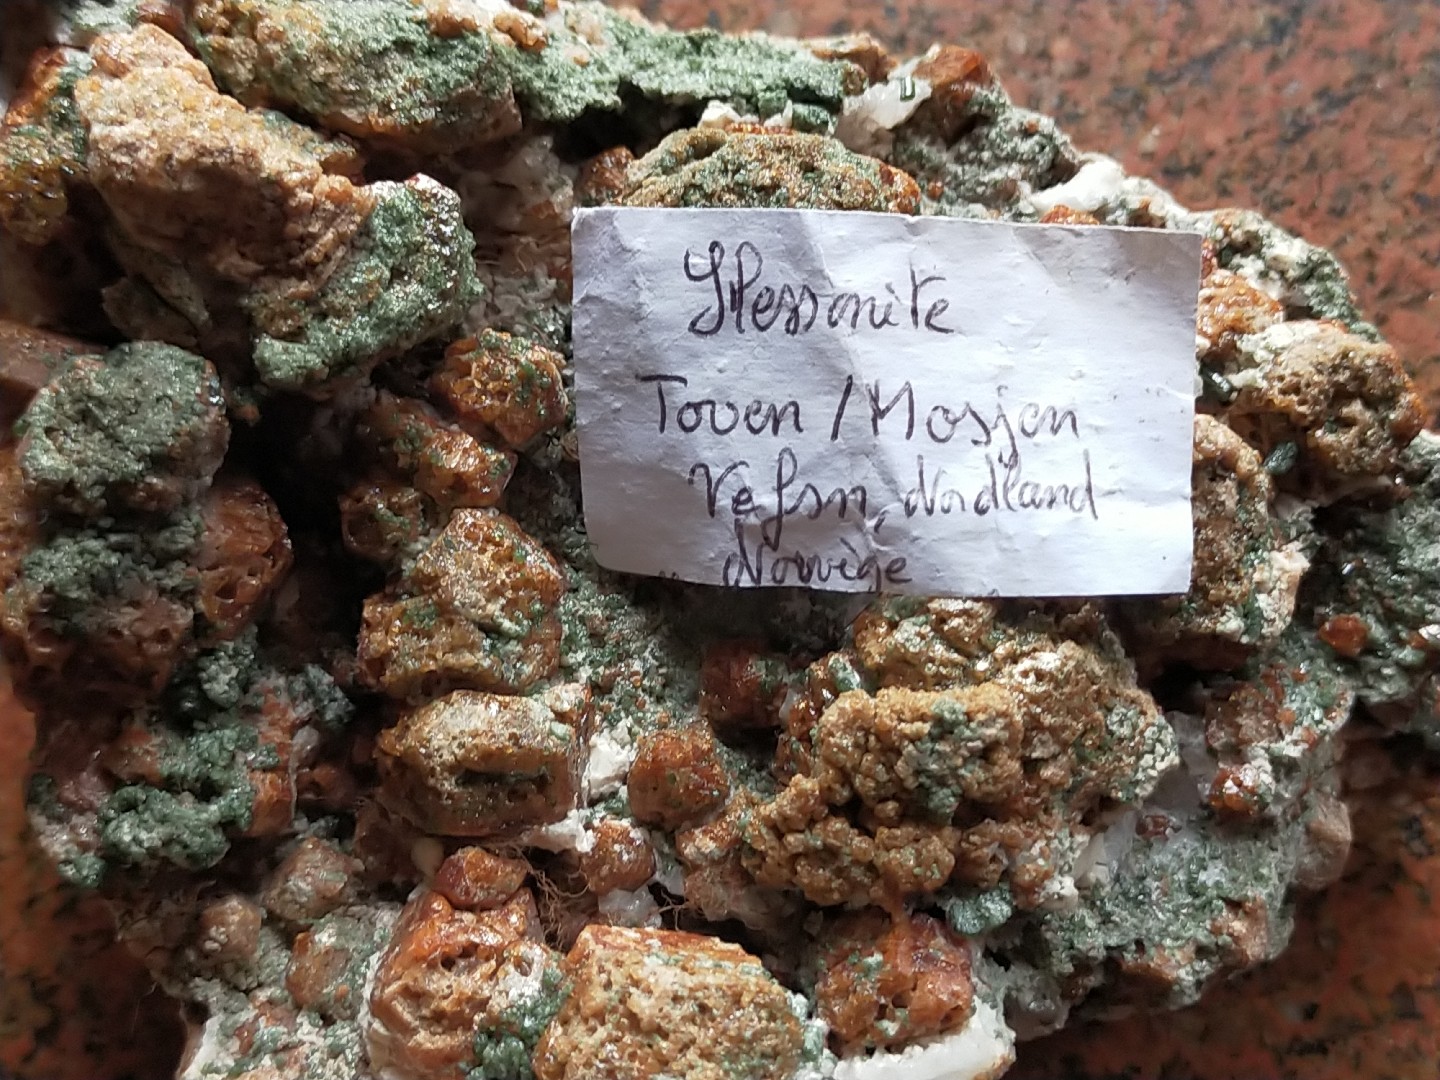 Hessonite
Toven / Mosjen
Vefsn, Nordland
Norvège